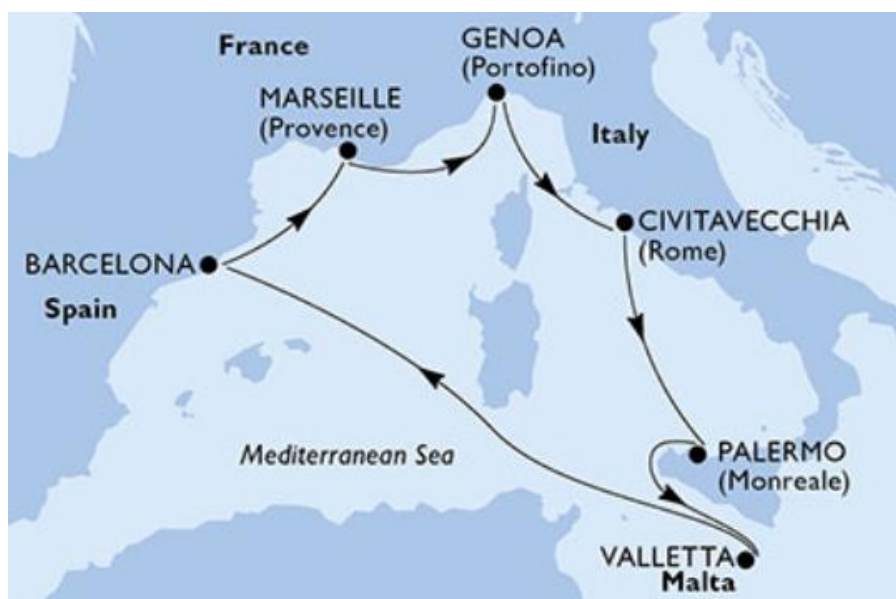 France
GENOA
(Portofino)
MARSEILLE
(Provence)
Italy
CIVITAVECCHIA
(Rome)
BARCELONA
Spain
Mediterranean Sea
PALERMO
(Monreale)
VALLETTA
Malta